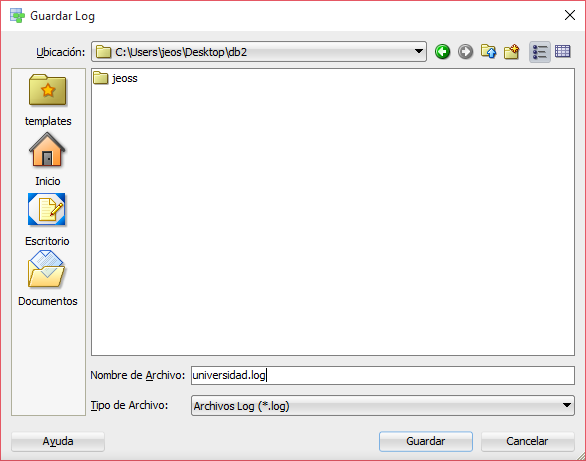 Guardar Log
Ubicación: C:\Users\jeos\Desktop\db2
templates
Inicio
Escritorio
Documentos
jeoss
Nombre de Archivo: universidad.log
Tipo de Archivo: Archivos Log (*.log)
Ayuda Guardar Cancelar